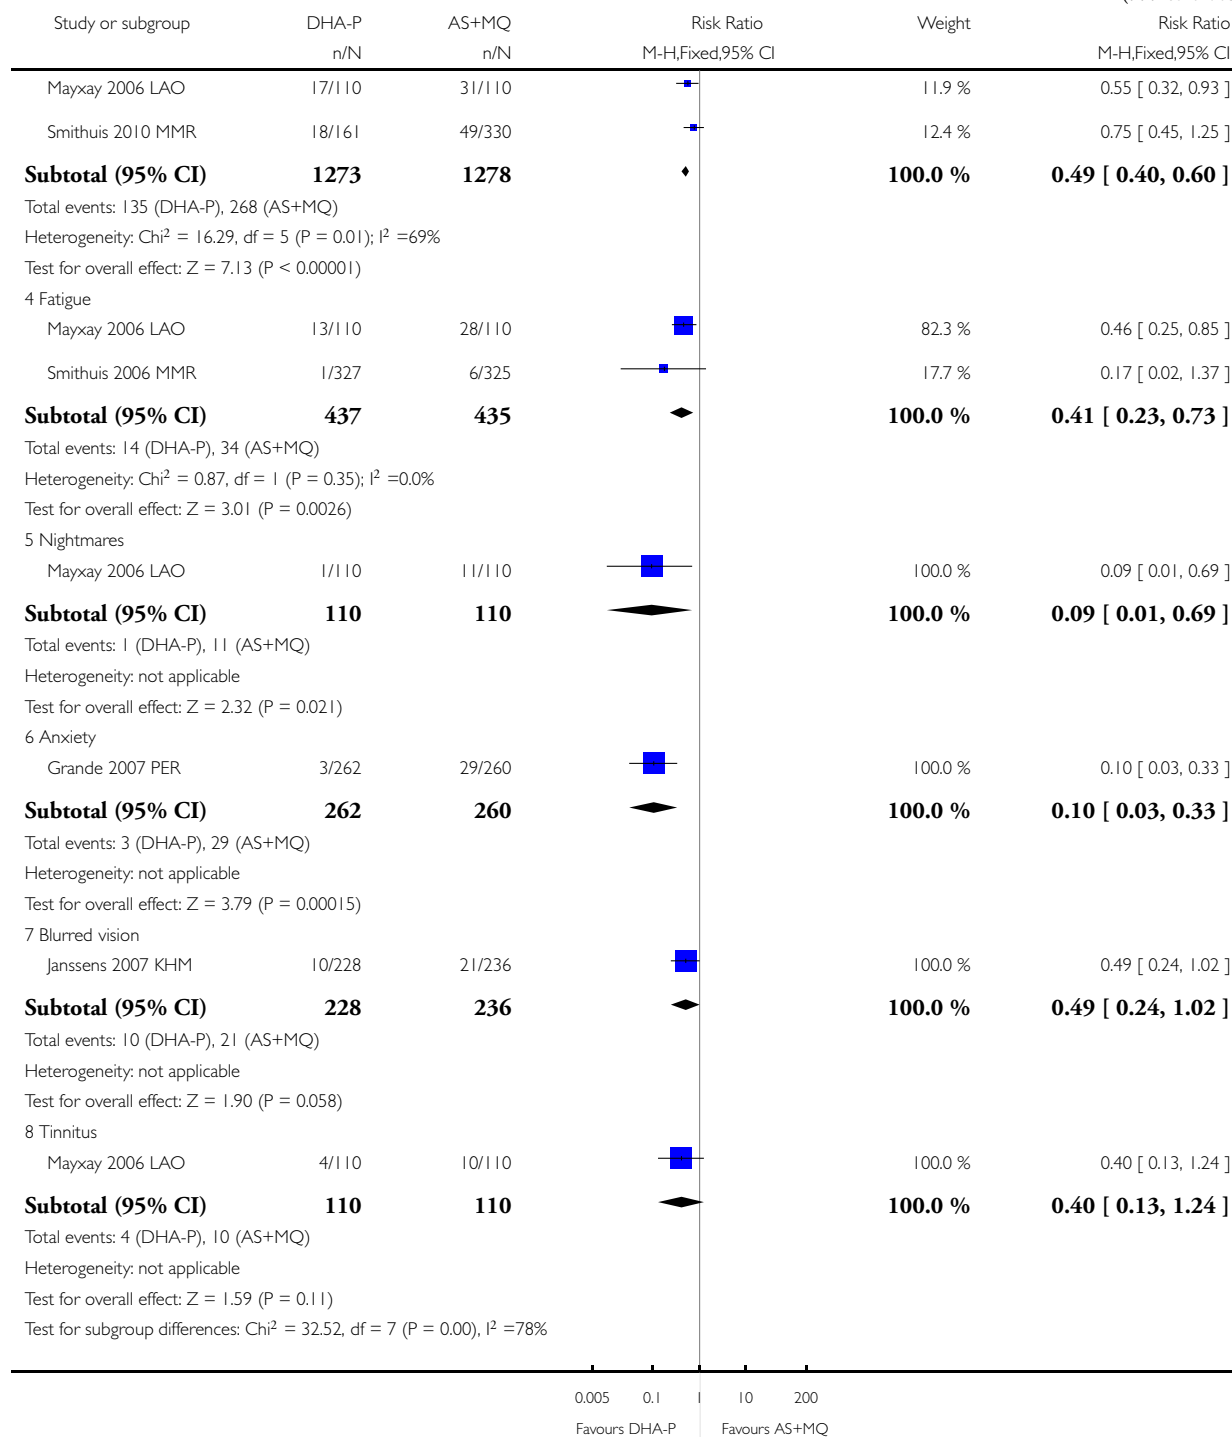 Study or subgroup DHA-P AS+MQ Risk Ratio Weight Risk Ratio
n/N n/N M-H,Fixed,95% CI M-H,Fixed,95% CI
Mayxay 2006 LAO 17/110 31/110 11.9 % 0.55 [ 0.32, 0.93 ]
Smithuis 2010 MMR 18/161 49/330 12.4 % 0.75 [ 0.45, 1.25 ]
Subtotal (95% CI) 1273 1278 100.0 % 0.49 [ 0.40, 0.60 ]
Total events: 135 (DHA-P), 268 (AS+MQ)
Heterogeneity: Chi² = 16.29, df = 5 (P = 0.01); I² =69%
Test for overall effect: Z = 7.13 (P < 0.00001)
4 Fatigue
Mayxay 2006 LAO 13/110 28/110 82.3 % 0.46 [ 0.25, 0.85 ]
Smithuis 2006 MMR 1/327 6/325 17.7 % 0.17 [ 0.02, 1.37 ]
Subtotal (95% CI) 437 435 100.0 % 0.41 [ 0.23, 0.73 ]
Total events: 14 (DHA-P), 34 (AS+MQ)
Heterogeneity: Chi² = 0.87, df = 1 (P = 0.35); I² =0.0%
Test for overall effect: Z = 3.01 (P = 0.0026)
5 Nightmares
Mayxay 2006 LAO 1/110 11/110 100.0 % 0.09 [ 0.01, 0.69 ]
Subtotal (95% CI) 110 110 100.0 % 0.09 [ 0.01, 0.69 ]
Total events: 1 (DHA-P), 11 (AS+MQ)
Heterogeneity: not applicable
Test for overall effect: Z = 2.32 (P = 0.021)
6 Anxiety
Grande 2007 PER 3/262 29/260 100.0 % 0.10 [ 0.03, 0.33 ]
Subtotal (95% CI) 262 260 100.0 % 0.10 [ 0.03, 0.33 ]
Total events: 3 (DHA-P), 29 (AS+MQ)
Heterogeneity: not applicable
Test for overall effect: Z = 3.79 (P = 0.00015)
7 Blurred vision
Janssens 2007 KHM 10/228 21/236 100.0 % 0.49 [ 0.24, 1.02 ]
Subtotal (95% CI) 228 236 100.0 % 0.49 [ 0.24, 1.02 ]
Total events: 10 (DHA-P), 21 (AS+MQ)
Heterogeneity: not applicable
Test for overall effect: Z = 1.90 (P = 0.058)
8 Tinnitus
Mayxay 2006 LAO 4/110 10/110 100.0 % 0.40 [ 0.13, 1.24 ]
Subtotal (95% CI) 110 110 100.0 % 0.40 [ 0.13, 1.24 ]
Total events: 4 (DHA-P), 10 (AS+MQ)
Heterogeneity: not applicable
Test for overall effect: Z = 1.59 (P = 0.11)
Test for subgroup differences: Chi² = 32.52, df = 7 (P = 0.00), I² =78%
0.005 0.1 1 10 200
Favours DHA-P Favours AS+MQ